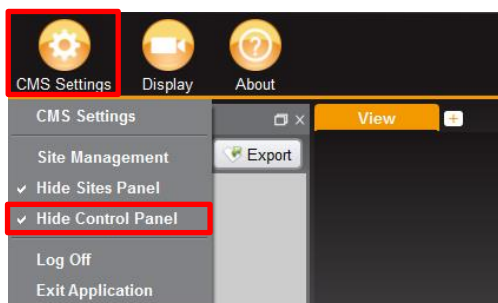 CMS Settings Display About
CMS Settings
View
Site Management
Export
Hide Sites Panel
Hide Control Panel
Log Off
Exit Application